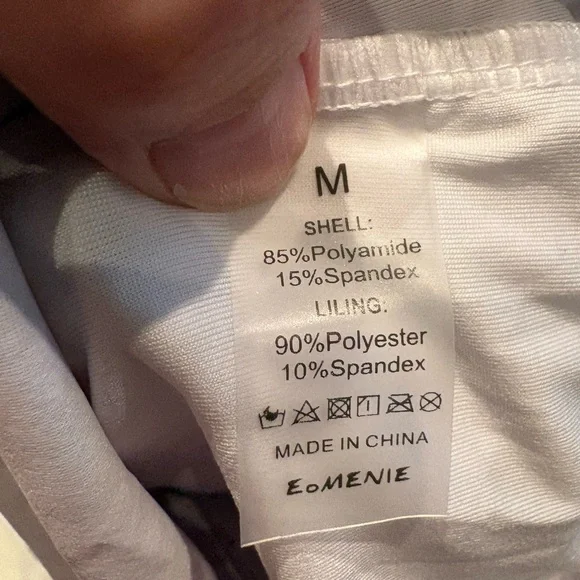 M
SHELL:
85%Polyamide
15%Spandex
LILING:
90%Polyester
10%Spandex
MADE IN CHINA
EOMENIE